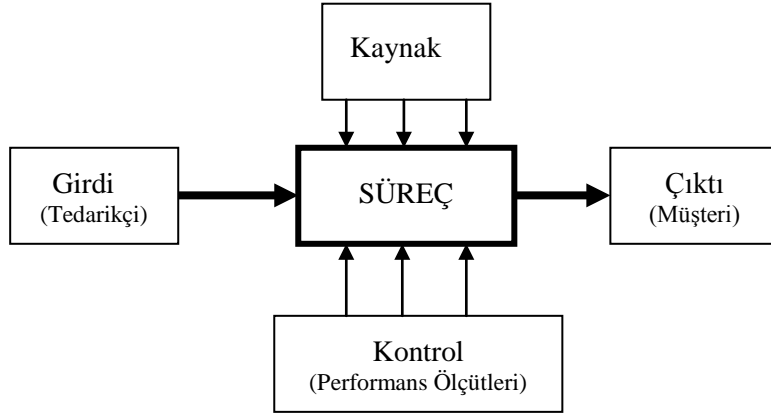 Kaynak
Girdi
(Tedarikçi)
SÜREÇ
Çıktı
(Müşteri)
Kontrol
(Performans Ölçütleri)